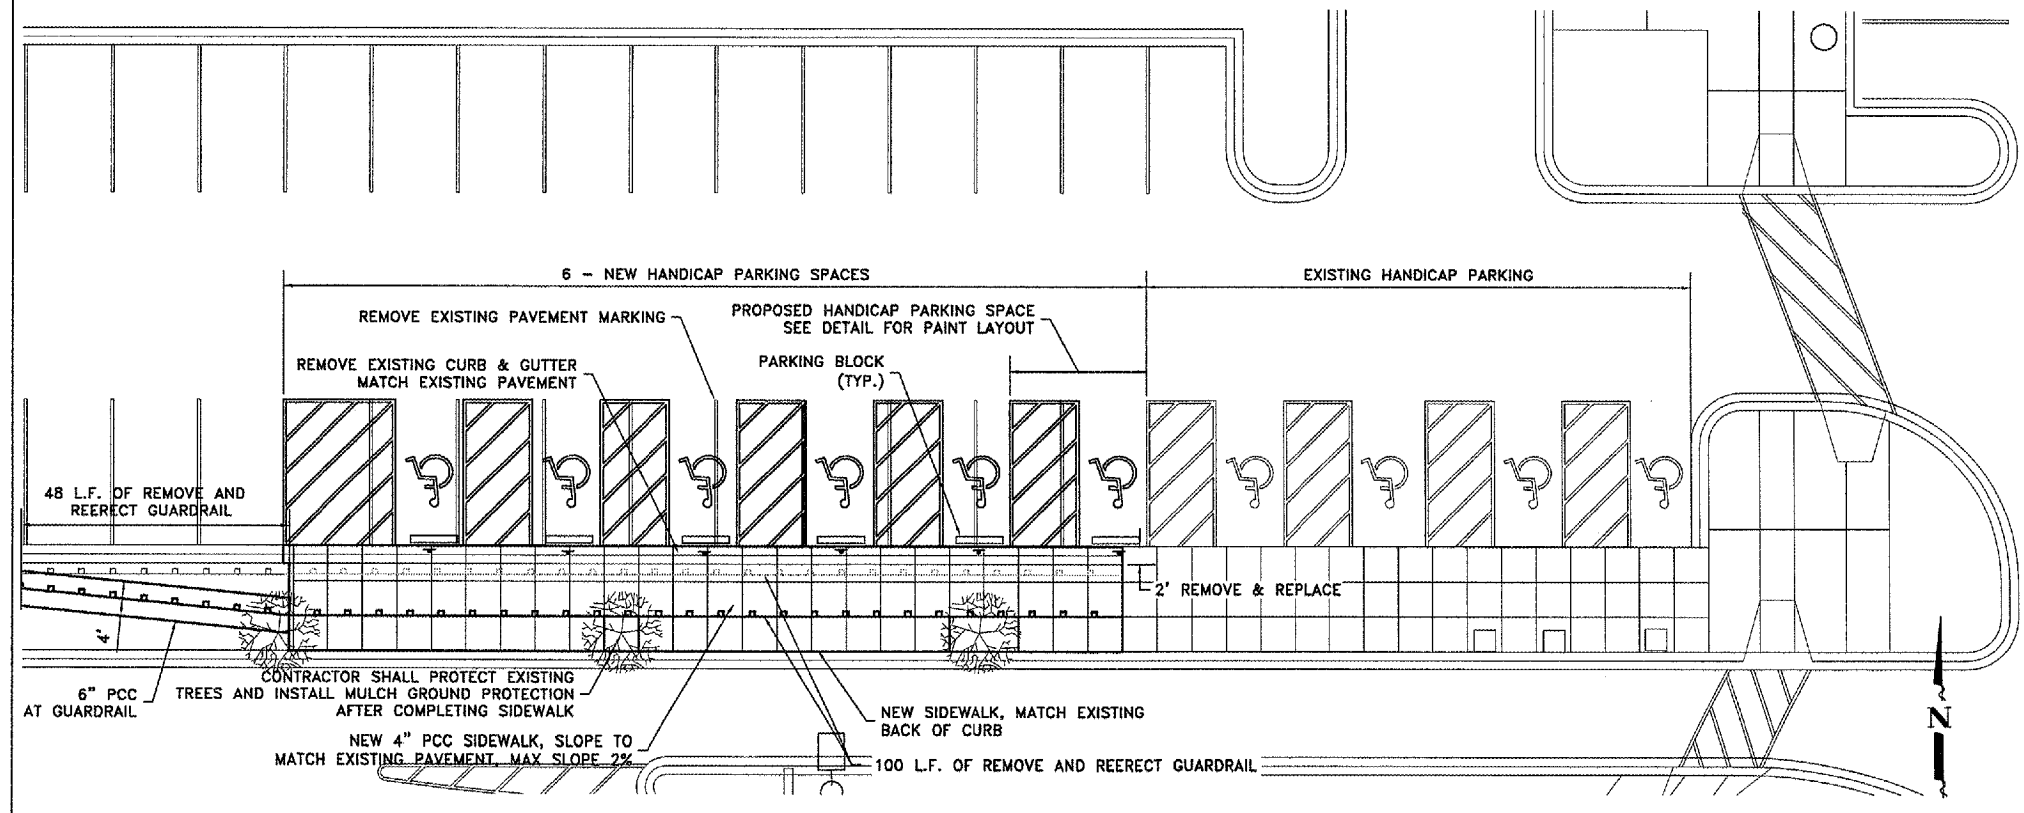 6 - NEW HANDICAP PARKING SPACES
EXISTING HANDICAP PARKING
REMOVE EXISTING PAVEMENT MARKING
PROPOSED HANDICAP PARKING SPACE
SEE DETAIL FOR PAINT LAYOUT
REMOVE EXISTING CURB & GUTTER
MATCH EXISTING PAVEMENT
PARKING BLOCK
(TYP.)
48 L.F. OF REMOVE AND
REERECT GUARDRAIL
2' REMOVE & REPLACE
4'
6" PCC
AT GUARDRAIL
CONTRACTOR SHALL PROTECT EXISTING
TREES AND INSTALL MULCH GROUND PROTECTION
AFTER COMPLETING SIDEWALK
NEW 4" PCC SIDEWALK, SLOPE TO
MATCH EXISTING PAVEMENT, MAX SLOPE 2%
NEW SIDEWALK, MATCH EXISTING
BACK OF CURB
100 L.F. OF REMOVE AND REERECT GUARDRAIL
N